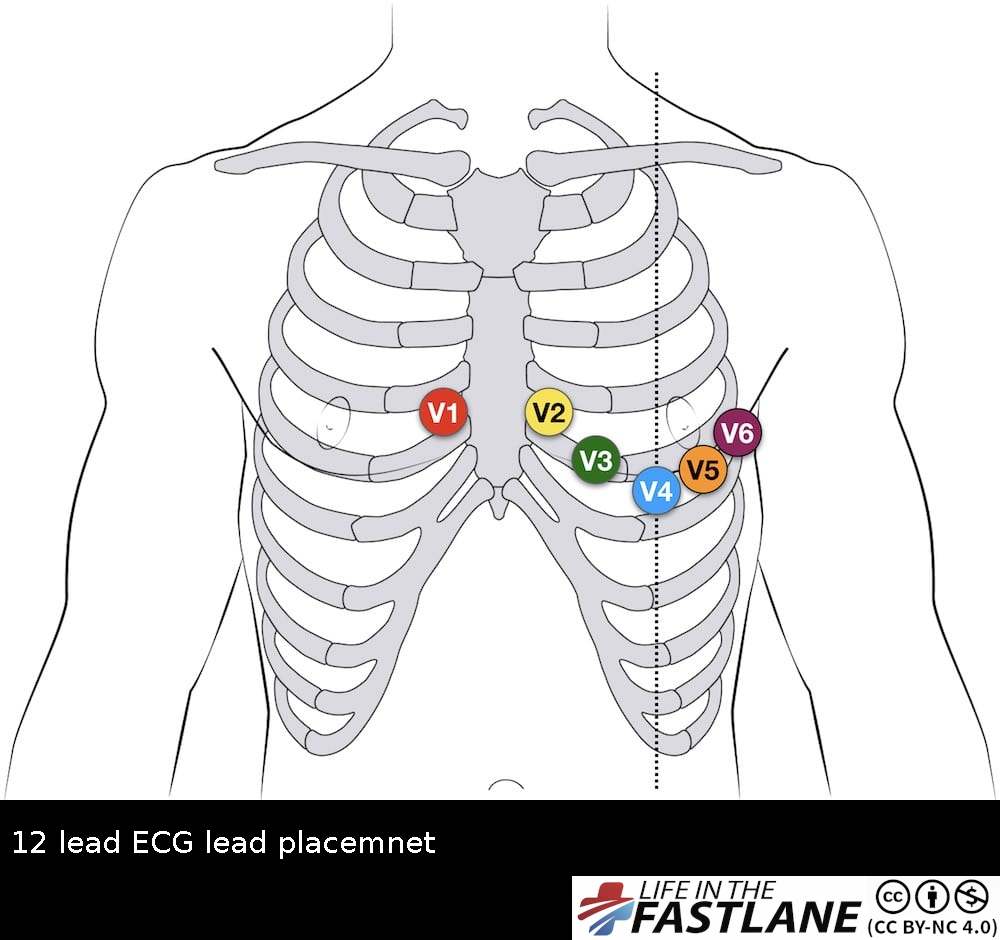 V1
V2
V3
V4
V5
V6
12 lead ECG lead placemnet
LIFE IN THE
FASTLANE
cc
$
(CC BY-NC 4.0)